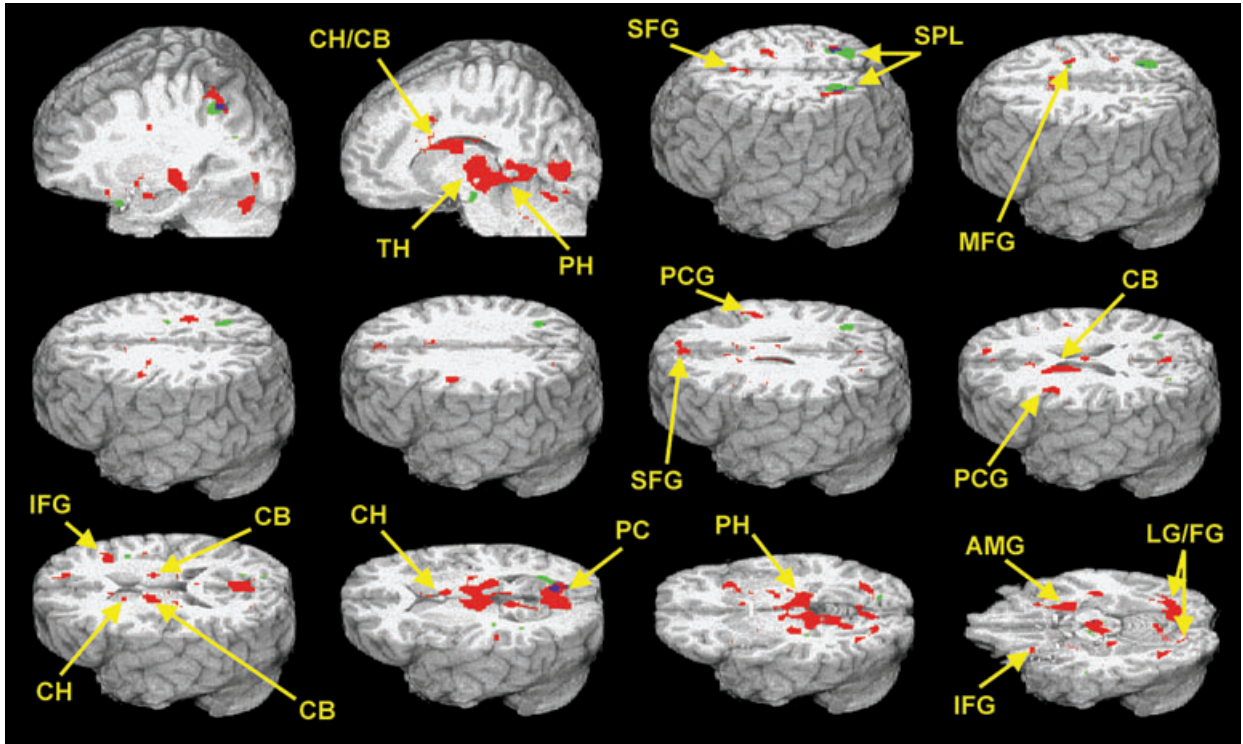 CH/CB
SFG
SPL
TH
PH
MFG
PCG
CB
SFG
PCG
IFG
CB
CH
PC
PH
AMG
LG/FG
CH
CB
IFG